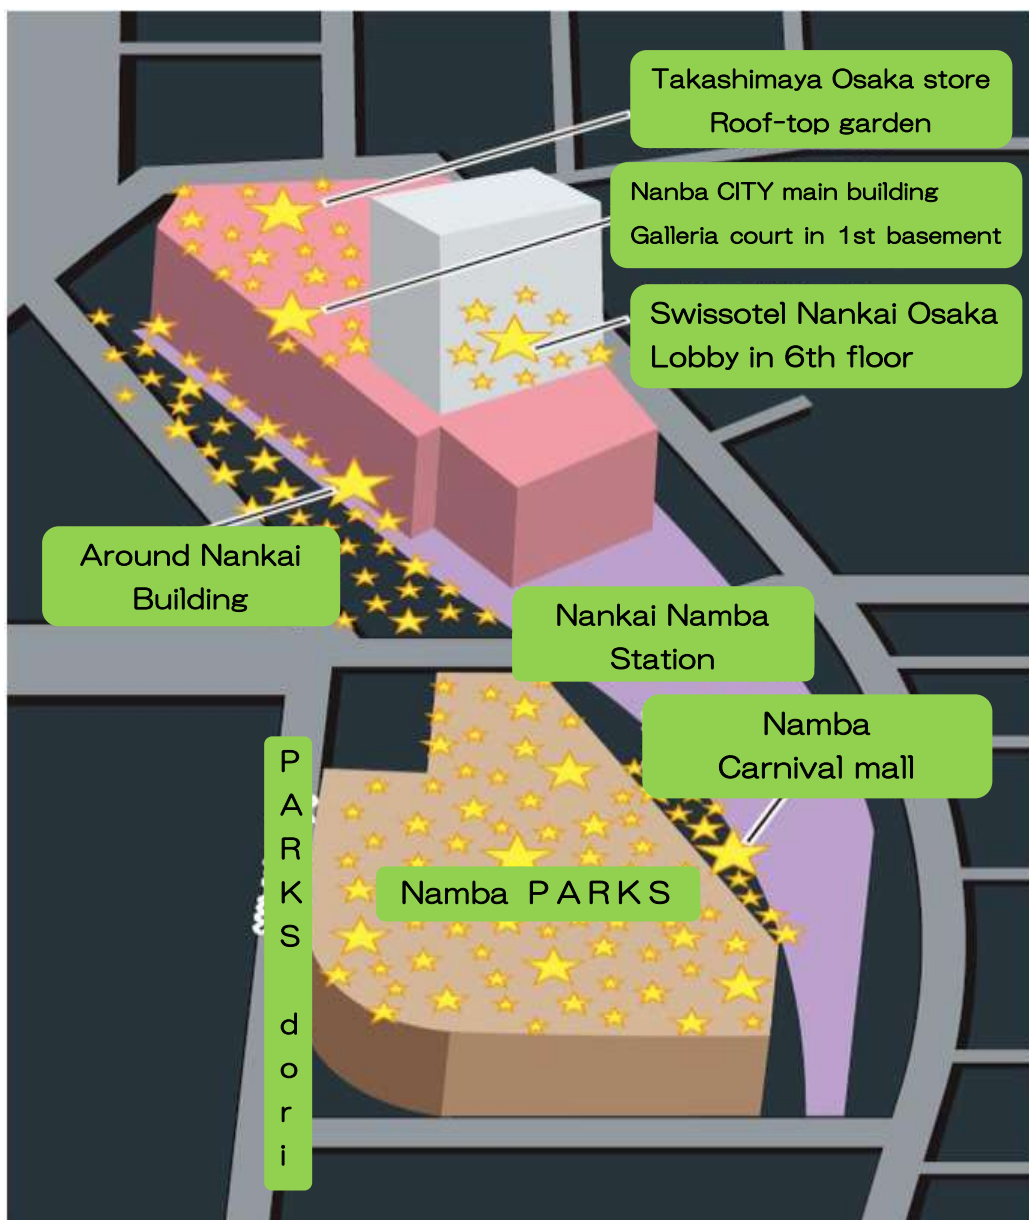 Takashimaya Osaka store
Roof-top garden
Nanba CITY main building
Galleria court in 1st basement
Swissotel Nankai Osaka
Lobby in 6th floor
Around Nankai
Building
Nankai Namba
Station
Namba
Carnival mall
PARKS dori
Namba PARKS